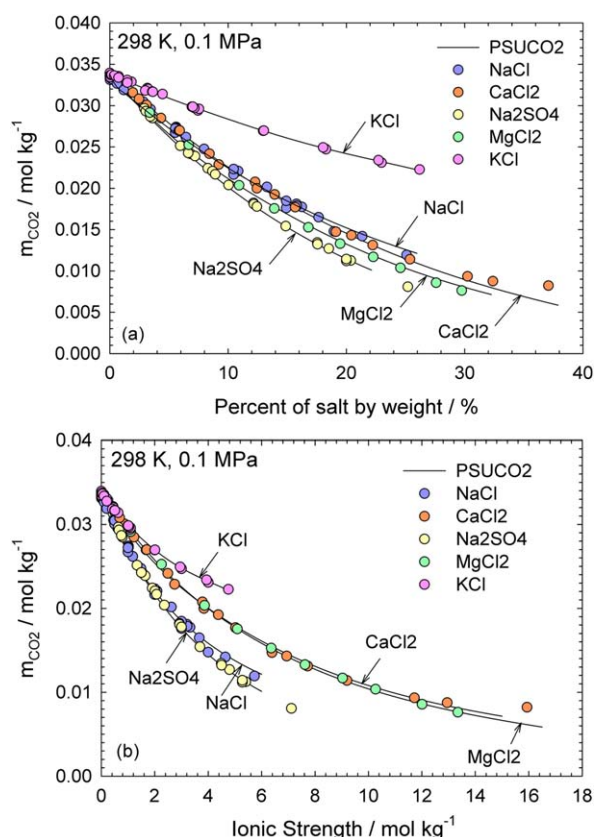 298 K, 0.1 MPa
PSUCO2
NaCl
CaCl2
Na2SO4
MgCl2
KCl
0.040
0.035
0.030
0.025
0.020
0.015
0.010
0.005
0.000
mCO2 / mol kg-1
KCl
NaCl
Na2SO4
MgCl2
CaCl2
(a)
0 10 20 30 40
Percent of salt by weight / %
298 K, 0.1 MPa
PSUCO2
NaCl
CaCl2
Na2SO4
MgCl2
KCl
0.04
0.03
0.02
0.01
0.00
mCO2 / mol kg-1
KCl
CaCl2
Na2SO4
NaCl
MgCl2
(b)
0 2 4 6 8 10 12 14 16 18
Ionic Strength / mol kg-1